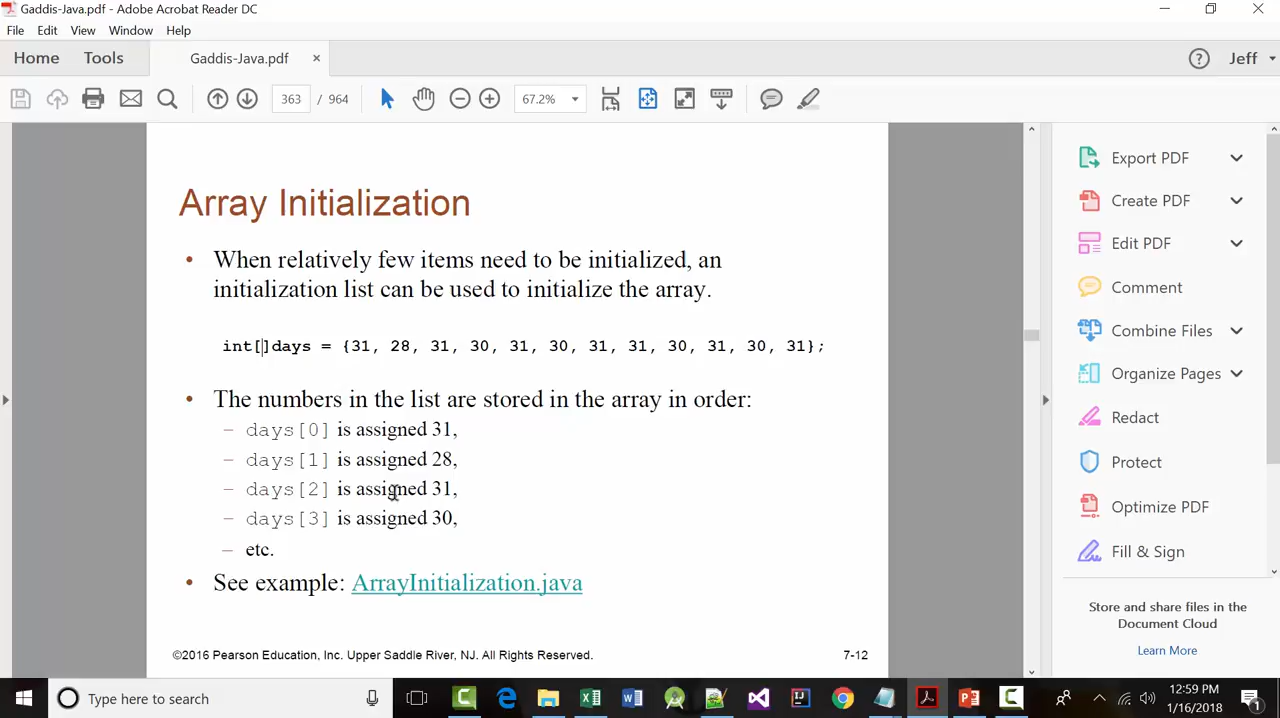 Gaddis-Java.pdf - Adobe Acrobat Reader DC
File Edit View Window Help
Home Tools Gaddis-Java.pdf × ? Jeff
363 / 964 67.2%
Array Initialization
• When relatively few items need to be initialized, an
initialization list can be used to initialize the array.
int[]days = {31, 28, 31, 30, 31, 30, 31, 31, 30, 31, 30, 31};
• The numbers in the list are stored in the array in order:
– days[0] is assigned 31,
– days[1] is assigned 28,
– days[2] is assigned 31,
– days[3] is assigned 30,
– etc.
• See example: ArrayInitialization.java
©2016 Pearson Education, Inc. Upper Saddle River, NJ. All Rights Reserved. 7-12
Export PDF
Create PDF
Edit PDF
Comment
Combine Files
Organize Pages
Redact
Protect
Optimize PDF
Fill & Sign
Store and share files in the
Document Cloud
Learn More
Type here to search
12:59 PM
1/16/2018